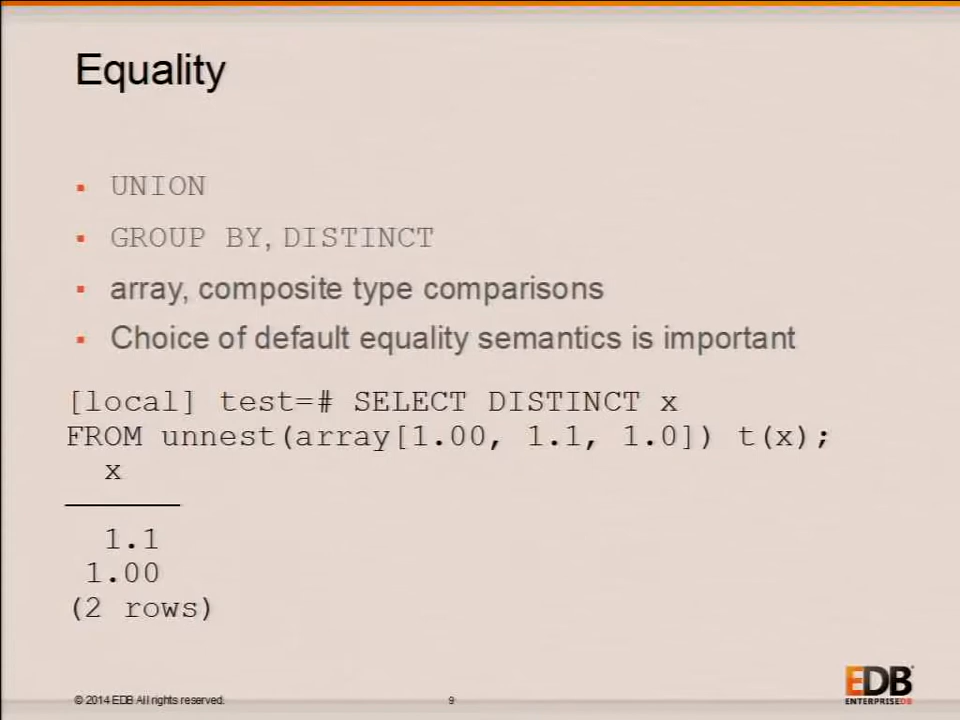 Equality
UNION
GROUP BY, DISTINCT
array, composite type comparisons
Choice of default equality semantics is important
[local] test=# SELECT DISTINCT x
FROM unnest(array[1.00, 1.1, 1.0]) t(x);
x
1.1
1.00
(2 rows)
© 2014 EDB All rights reserved.
9
EDB
ENTERPRISEDB